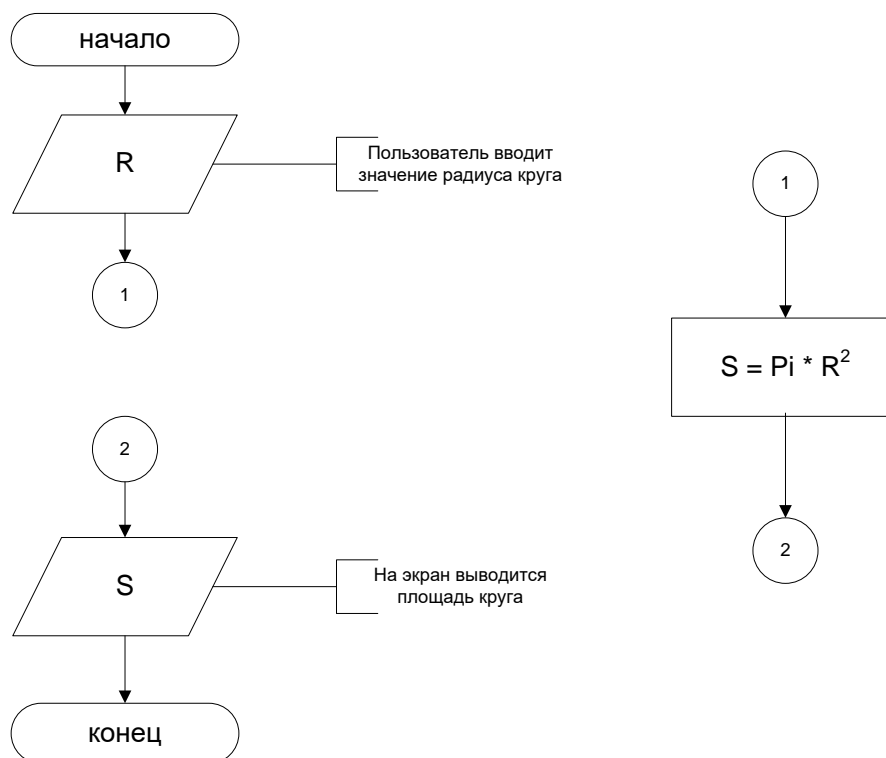 начало
R
Пользователь вводит
значение радиуса круга
1
1
S = Pi * R²
2
2
S
На экран выводится
площадь круга
конец